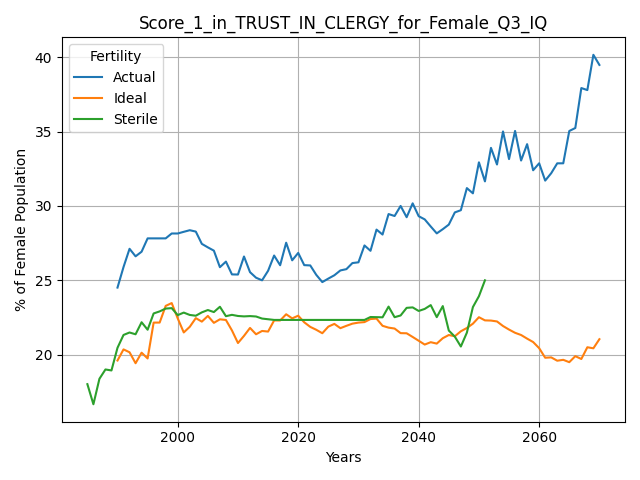 Score_1_in_TRUST_IN_CLERGY_for_Female_Q3_IQ
Fertility
Actual
Ideal
Sterile
% of Female Population
40
35
30
25
20
2000
2020
2040
2060
Years